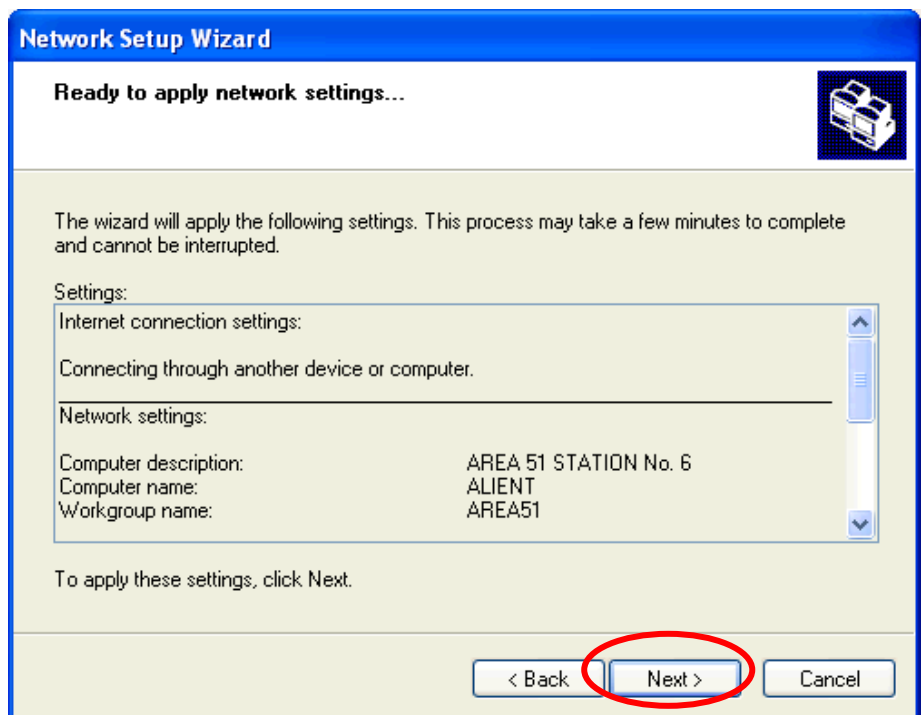 Network Setup Wizard
Ready to apply network settings...
The wizard will apply the following settings. This process may take a few minutes to complete
and cannot be interrupted.
Settings:
Internet connection settings:
Connecting through another device or computer.
Network settings:
Computer description: AREA 51 STATION No. 6
Computer name: ALIENT
Workgroup name: AREA51
To apply these settings, click Next.
< Back Next > Cancel